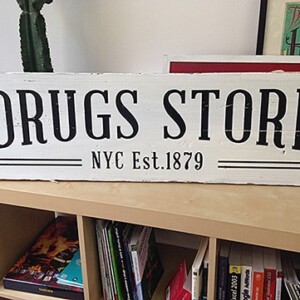 DRUGS STORE
NYC Est.1879